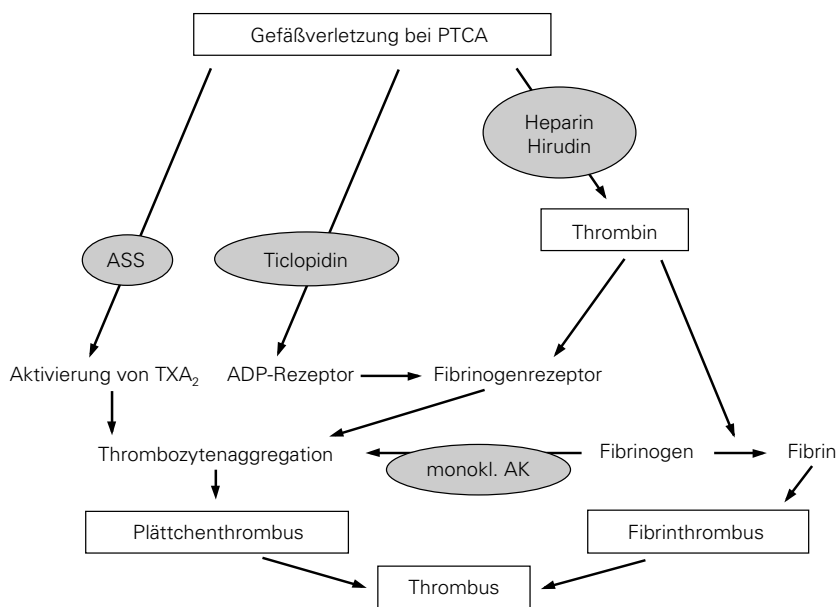 Gefäßverletzung bei PTCA
Heparin
Hirudin
Thrombin
ASS
Ticlopidin
Aktivierung von TXA₂
ADP-Rezeptor
Fibrinogenrezeptor
Thrombozytenaggregation
monokl. AK
Fibrinogen
Fibrin
Plättchenthrombus
Fibrinthrombus
Thrombus